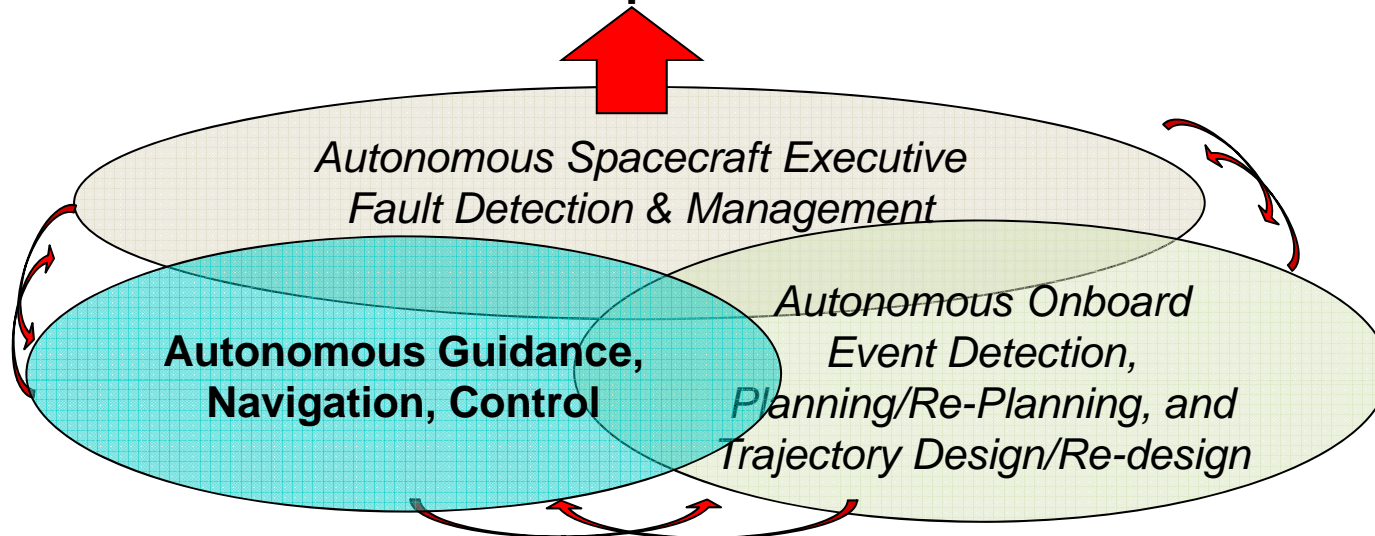 Autonomous Spacecraft Executive
Fault Detection & Management
Autonomous Guidance,
Navigation, Control
Autonomous Onboard
Event Detection,
Planning/Re-Planning, and
Trajectory Design/Re-design